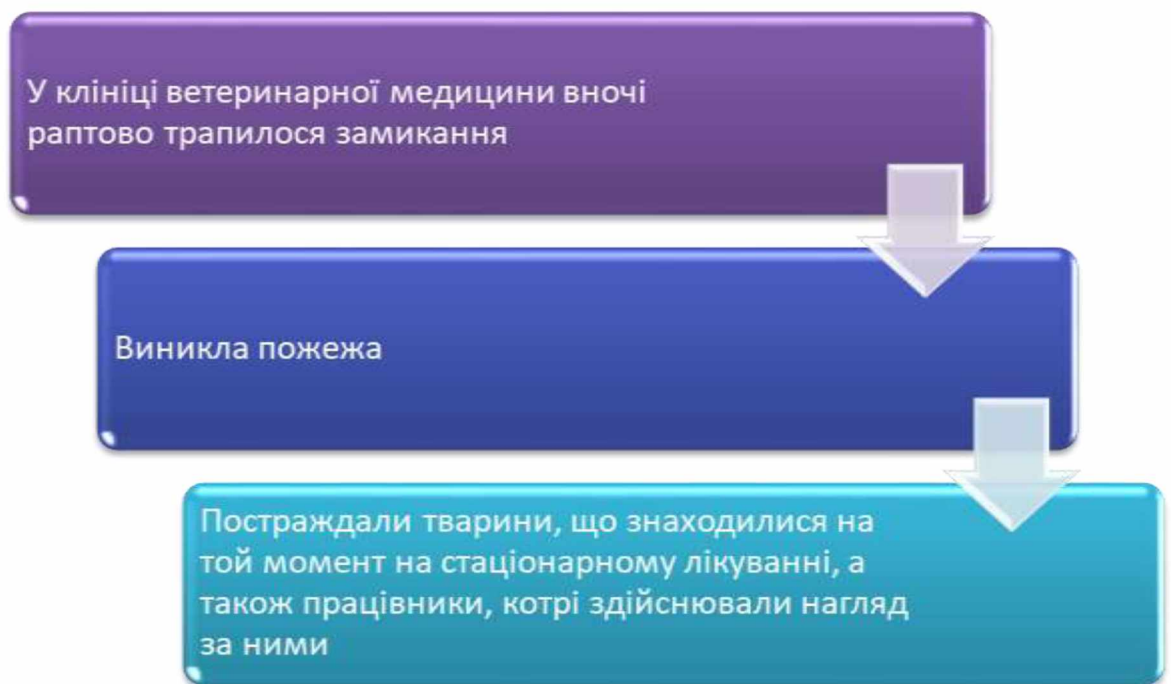 У клініці ветеринарної медицини вночі
раптово трапилося замикання
Виникла пожежа
Постраждали тварини, що знаходилися на
той момент на стаціонарному лікуванні, а
також працівники, котрі здійснювали нагляд
за ними